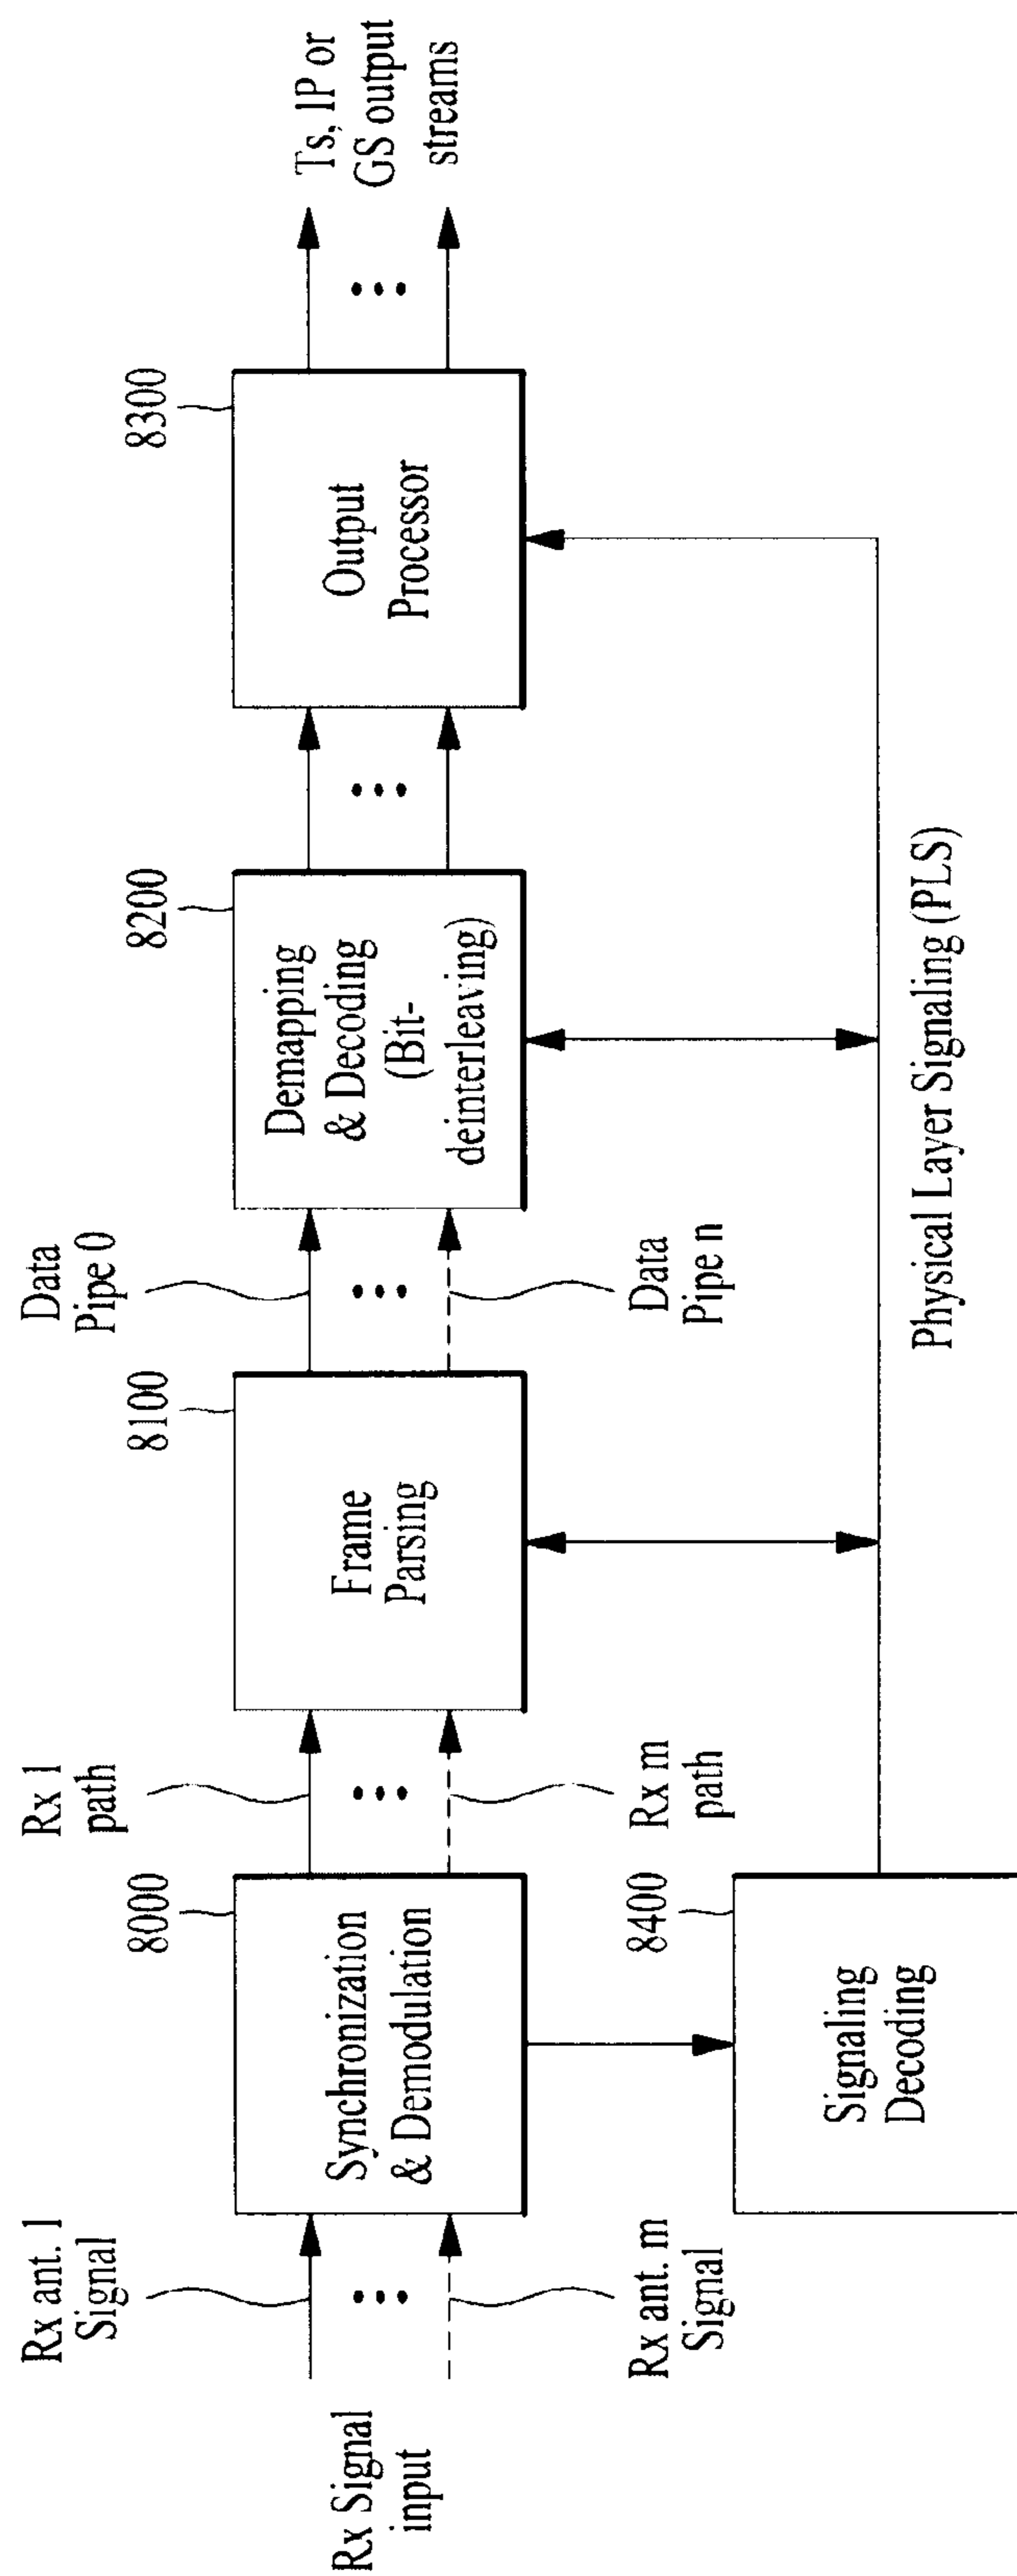 Rx Signal
input
Rx ant. 1
Signal
Rx ant. m
Signal
8000
Synchronization
& Demodulation
Rx 1
path
Rx m
path
8100
Frame
Parsing
Data
Pipe 0
Data
Pipe n
8200
Demapping
& Decoding
(Bit-
deinterleaving)
8300
Output
Processor
Ts, IP or
GS output
streams
8400
Signaling
Decoding
Physical Layer Signaling (PLS)